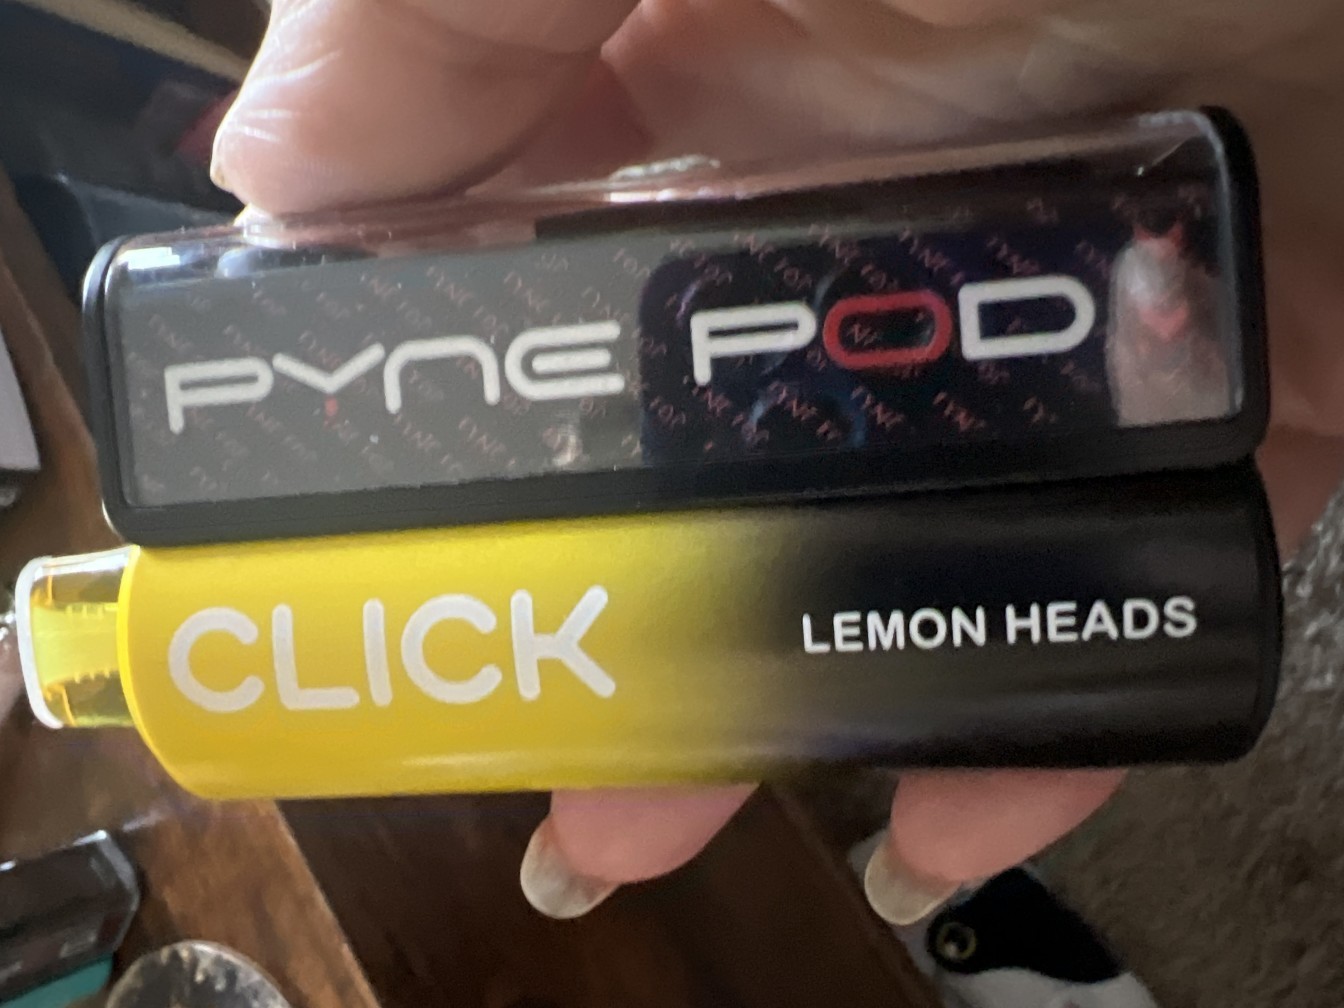 PYNE POD
CLICK
LEMON HEADS